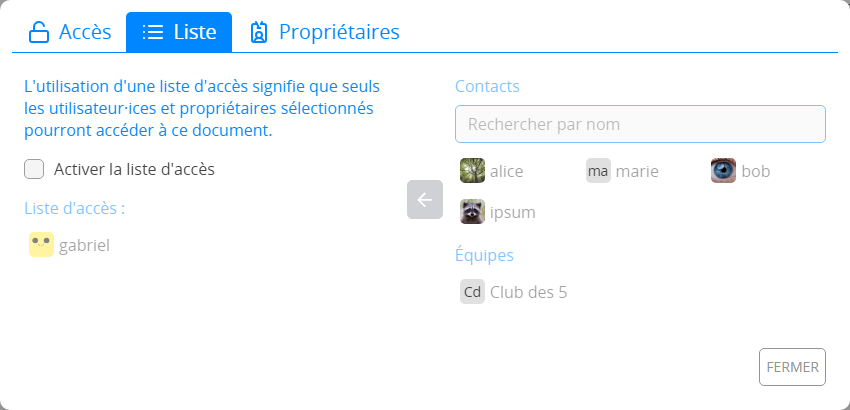 Accès
Liste
Propriétaires
L'utilisation d'une liste d'accès signifie que seuls
les utilisateur·ices et propriétaires sélectionnés
pourront accéder à ce document.
Activer la liste d'accès
Liste d'accès :
gabriel
Contacts
Rechercher par nom
alice
ma marie
bob
ipsum
Équipes
Cd Club des 5
FERMER